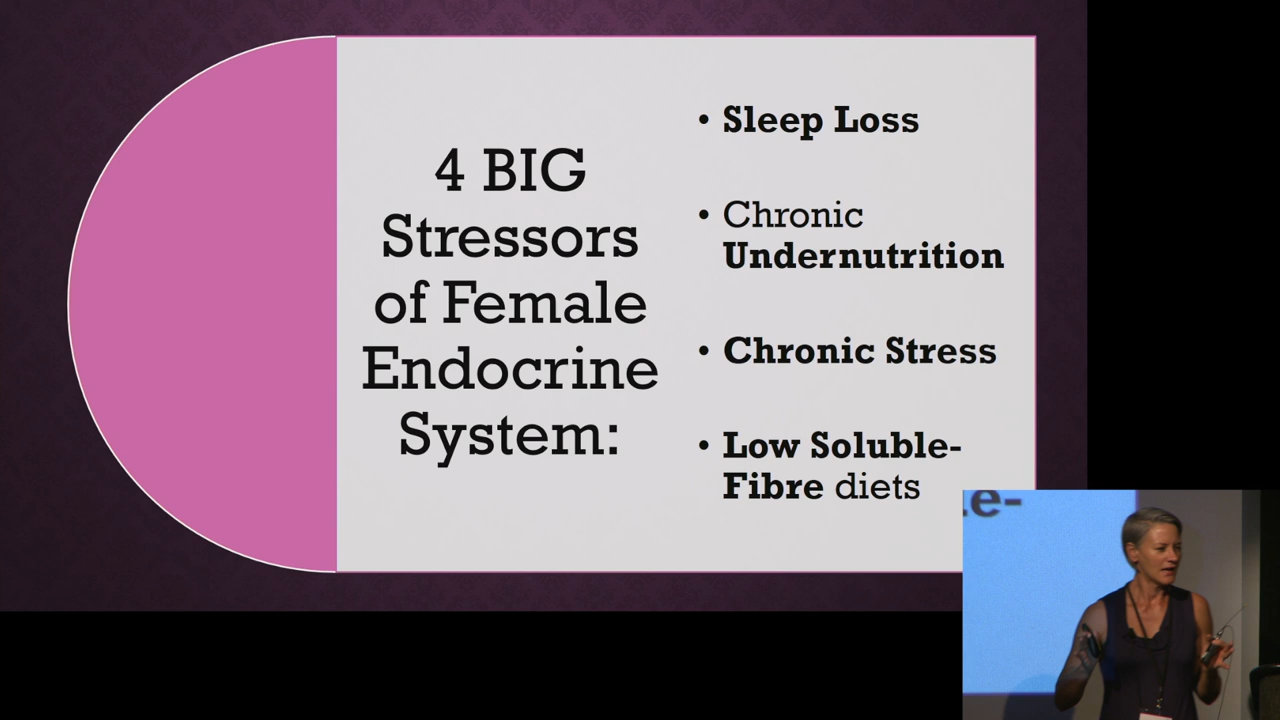 4 BIG
Stressors
of Female
Endocrine
System:
• Sleep Loss
• Chronic
Undernutrition
• Chronic Stress
• Low Soluble-
Fibre diets
e-